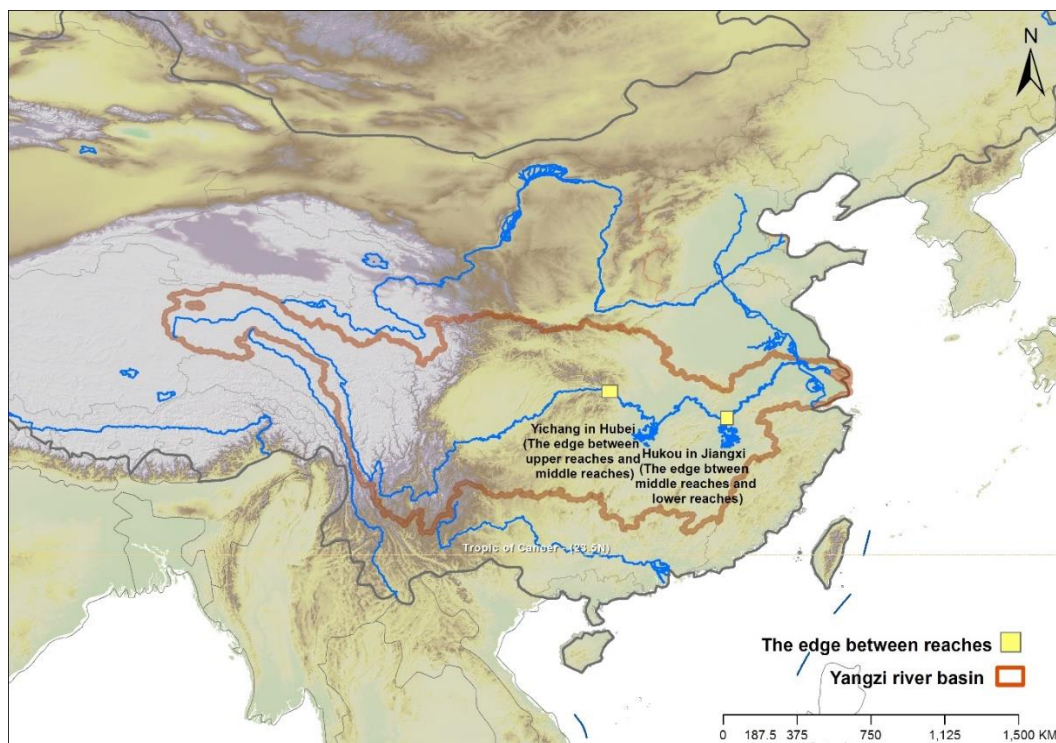 N
Yichang in Hubei
(The edge between
upper reaches and
middle reaches)
Hukou in Jiangxi
(The edge btween
middle reaches and
lower reaches)
Tropic of Cancer - (23.5N)
The edge between reaches
Yangzi river basin
0 187.5 375 750 1,125 1,500 KM